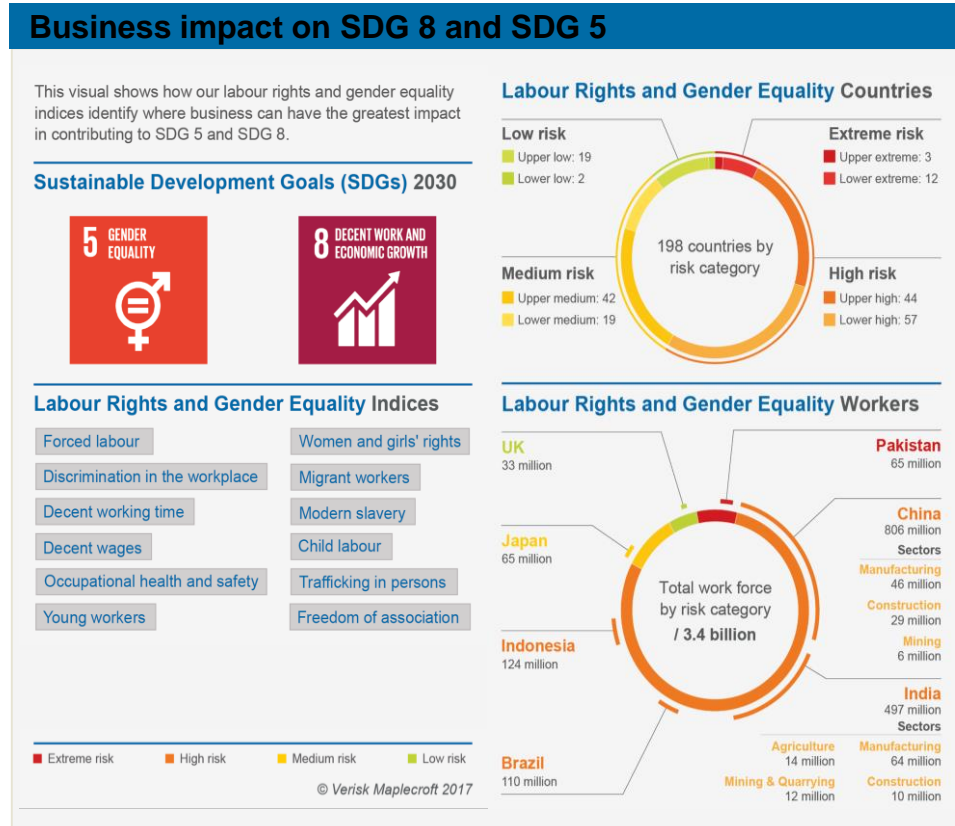 Business impact on SDG 8 and SDG 5
This visual shows how our labour rights and gender equality
indices identify where business can have the greatest impact
in contributing to SDG 5 and SDG 8.
Sustainable Development Goals (SDGs) 2030
5 GENDER
EQUALITY
8 DECENT WORK AND
ECONOMIC GROWTH
Labour Rights and Gender Equality Indices
Forced labour
Women and girls' rights
Discrimination in the workplace
Migrant workers
Decent working time
Modern slavery
Decent wages
Child labour
Occupational health and safety
Trafficking in persons
Young workers
Freedom of association
Extreme risk
High risk
Medium risk
Low risk
© Verisk Maplecroft 2017
Labour Rights and Gender Equality Countries
Low risk
Upper low: 19
Lower low: 2
Extreme risk
Upper extreme: 3
Lower extreme: 12
198 countries by
risk category
Medium risk
Upper medium: 42
Lower medium: 19
High risk
Upper high: 44
Lower high: 57
Labour Rights and Gender Equality Workers
UK
33 million
Pakistan
65 million
China
806 million
Sectors
Manufacturing
46 million
Construction
29 million
Mining
6 million
Japan
65 million
Total work force
by risk category
/ 3.4 billion
Indonesia
124 million
India
497 million
Sectors
Agriculture
14 million
Manufacturing
64 million
Mining & Quarrying
12 million
Construction
10 million
Brazil
110 million